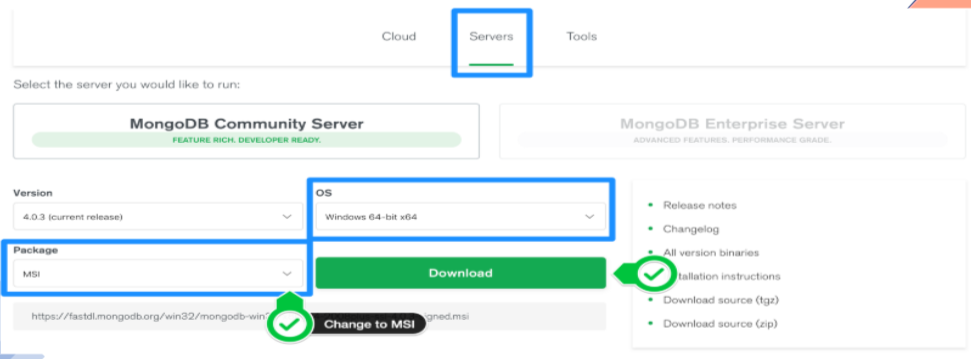 Cloud Servers Tools
Select the server you would like to run:
MongoDB Community Server
FEATURE RICH. DEVELOPER READY.
MongoDB Enterprise Server
ADVANCED FEATURES. PERFORMANCE GRADE.
Version
4.0.3 (current release)
OS
Windows 64-bit x64
Package
MSI
Download
https://fastdl.mongodb.org/win32/mongodb-win igned.msi
Change to MSI
Release notes
Changelog
All version binaries
tallation instructions
Download source (tgz)
Download source (zip)